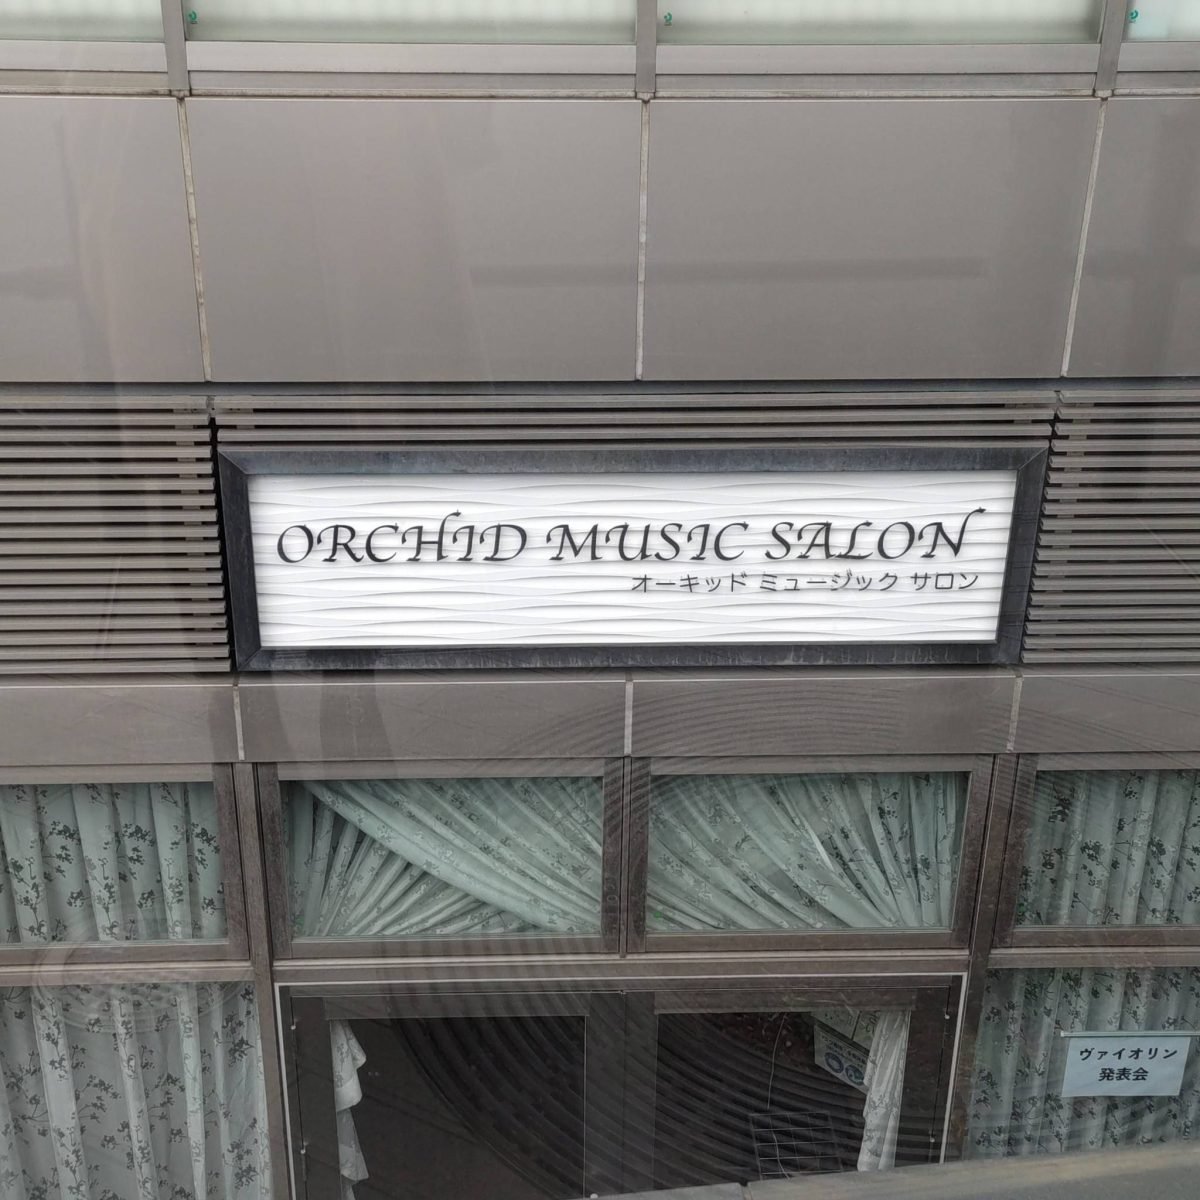 ORCHID MUSIC SALON
オーキッド ミュージック サロン
ヴァイオリン
発表会